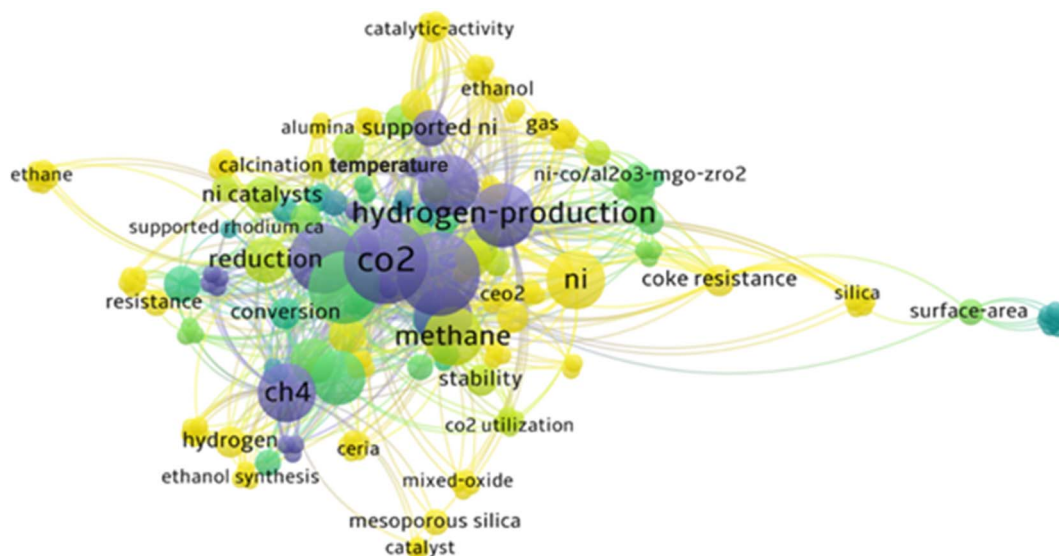 catalytic-activity
ethanol
alumina
supported ni
gas
calcination temperature
ethane
ni-co/al2o3-mgo-zro2
ni catalysts
hydrogen-production
supported rhodium ca
reduction
co2
ni
coke resistance
ceo2
silica
resistance
conversion
surface-area
methane
stability
ch4
co2 utilization
hydrogen
ceria
ethanol synthesis
mixed-oxide
mesoporous silica
catalyst